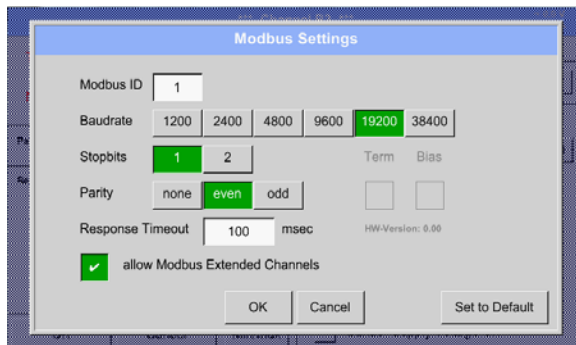 *** Channel B3 ***
Modbus Settings
Modbus ID 1
Baudrate 1200 2400 4800 9600 19200 38400
Stopbits 1 2 Term Bias
Parity none even odd
Response Timeout 100 msec HW-Version: 0.00
✔ allow Modbus Extended Channels
OK Cancel Set to Default